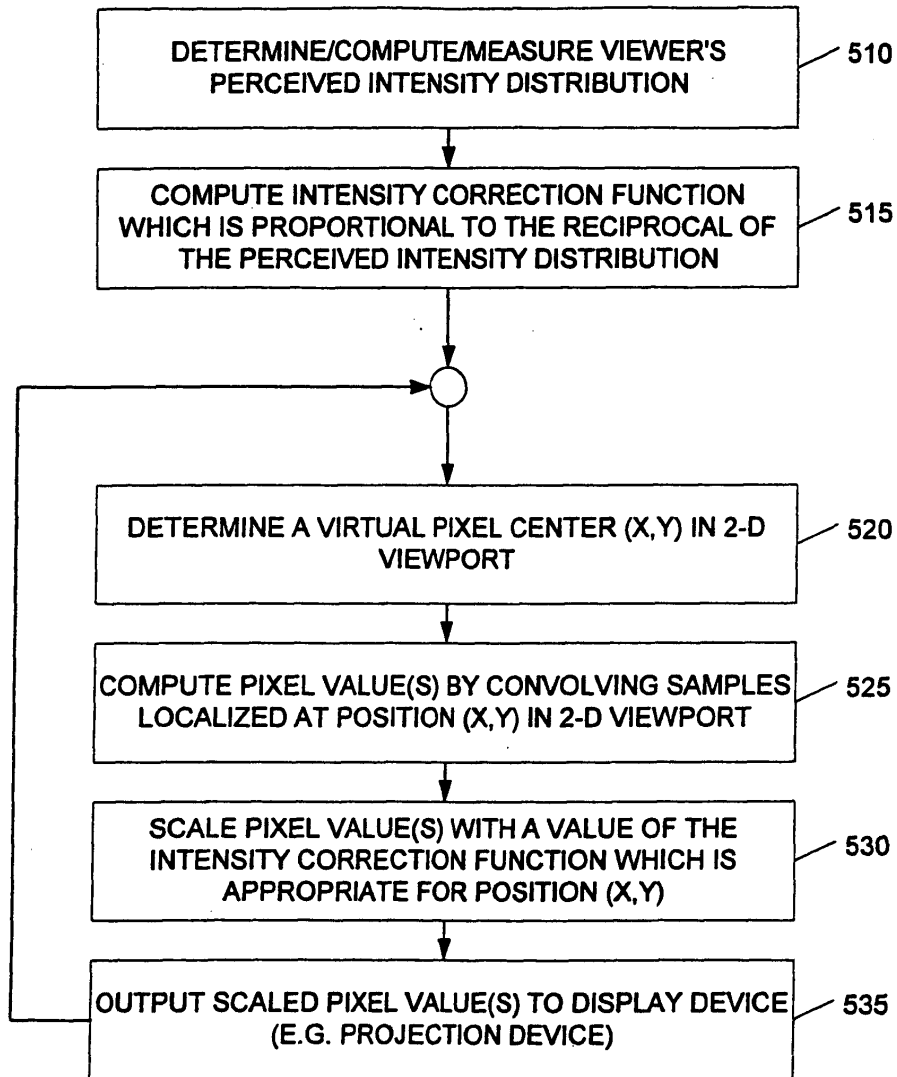 DETERMINE/COMPUTE/MEASURE VIEWER'S
PERCEIVED INTENSITY DISTRIBUTION
510
COMPUTE INTENSITY CORRECTION FUNCTION
WHICH IS PROPORTIONAL TO THE RECIPROCAL OF
THE PERCEIVED INTENSITY DISTRIBUTION
515
DETERMINE A VIRTUAL PIXEL CENTER (X,Y) IN 2-D
VIEWPORT
520
COMPUTE PIXEL VALUE(S) BY CONVOLVING SAMPLES
LOCALIZED AT POSITION (X,Y) IN 2-D VIEWPORT
525
SCALE PIXEL VALUE(S) WITH A VALUE OF THE
INTENSITY CORRECTION FUNCTION WHICH IS
APPROPRIATE FOR POSITION (X,Y)
530
OUTPUT SCALED PIXEL VALUE(S) TO DISPLAY DEVICE
(E.G. PROJECTION DEVICE)
535